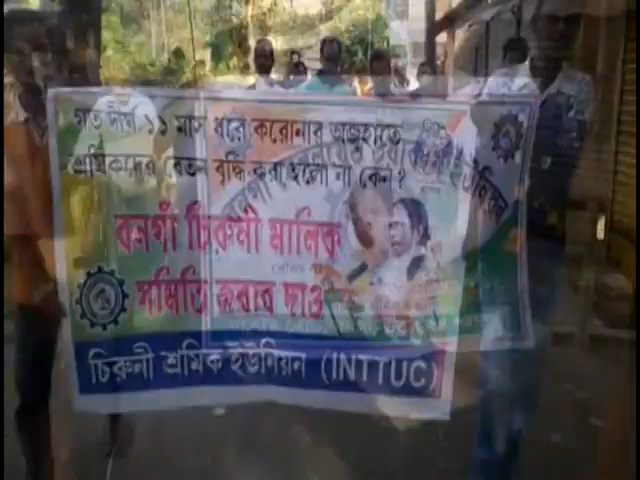 গত দীর্ঘ ১১ মাস ধরে করোনার অজুহাতে
শ্রমিকদের বেতন বৃদ্ধি করা হলো না কেন?
বনগাঁ চিরুনী মালিক
সমিতি জবাব দাও
চিরুনী শ্রমিক ইউনিয়ন (INTTUC)